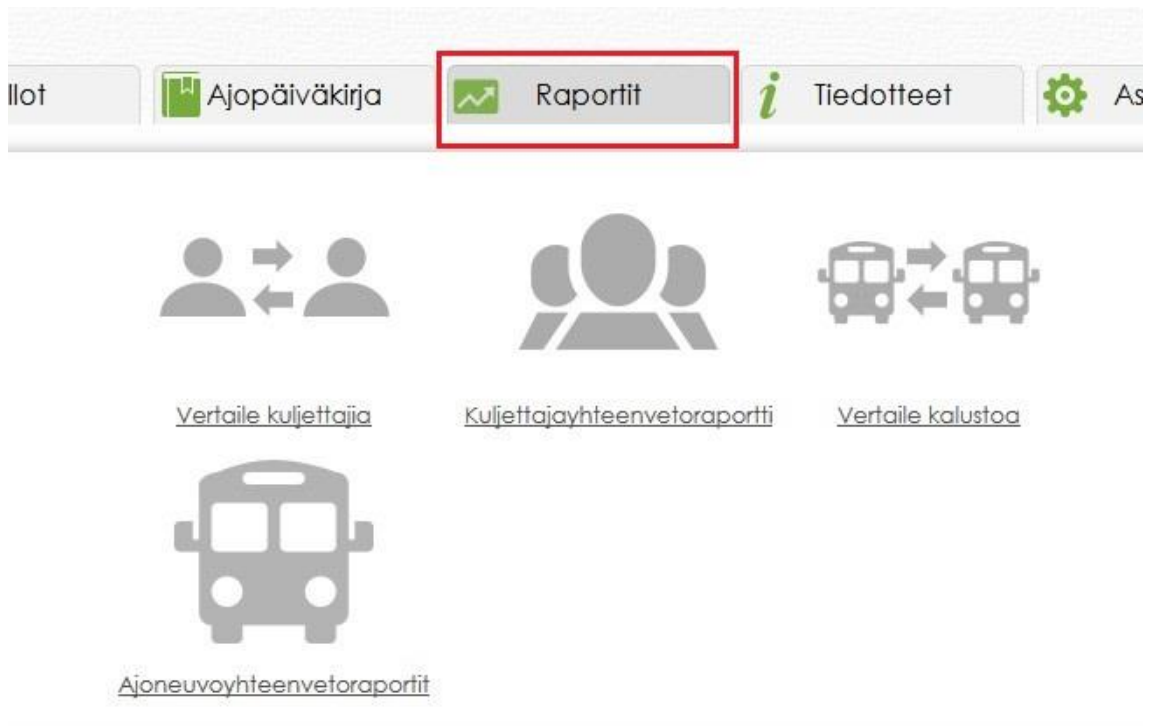 llot Ajopäiväkirja Raportit Tiedotteet As
Vertaile kuljettajia Kuljettajayhteenvetoraportti Vertaile kalustoa
Ajoneuvoyhteenvetoraportit